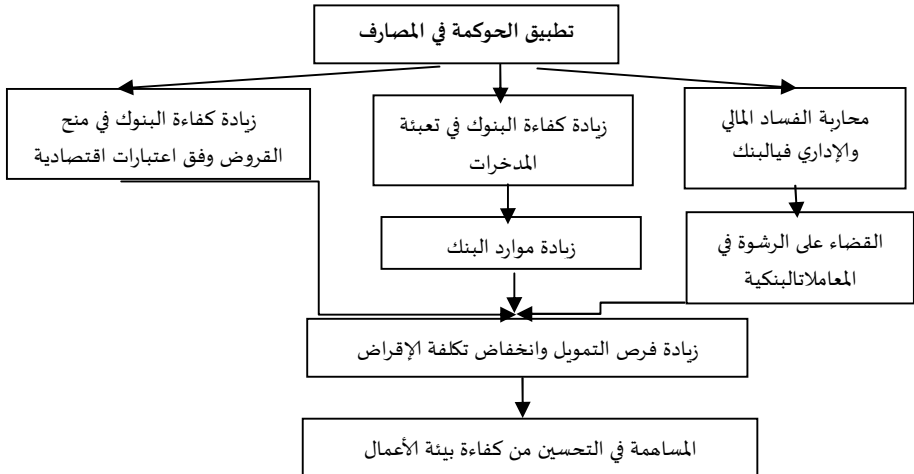 تطبيق الحوكمة في المصارف
محاربة الفساد المالي
والإداري فيالبنك
زيادة كفاءة البنوك في تعبئة
المدخرات
زيادة كفاءة البنوك في منح
القروض وفق اعتبارات اقتصادية
القضاء على الرشوة في
المعاملاتالبنكية
زيادة موارد البنك
زيادة فرص التمويل وانخفاض تكلفة الإقراض
المساهمة في التحسين من كفاءة بيئة الأعمال